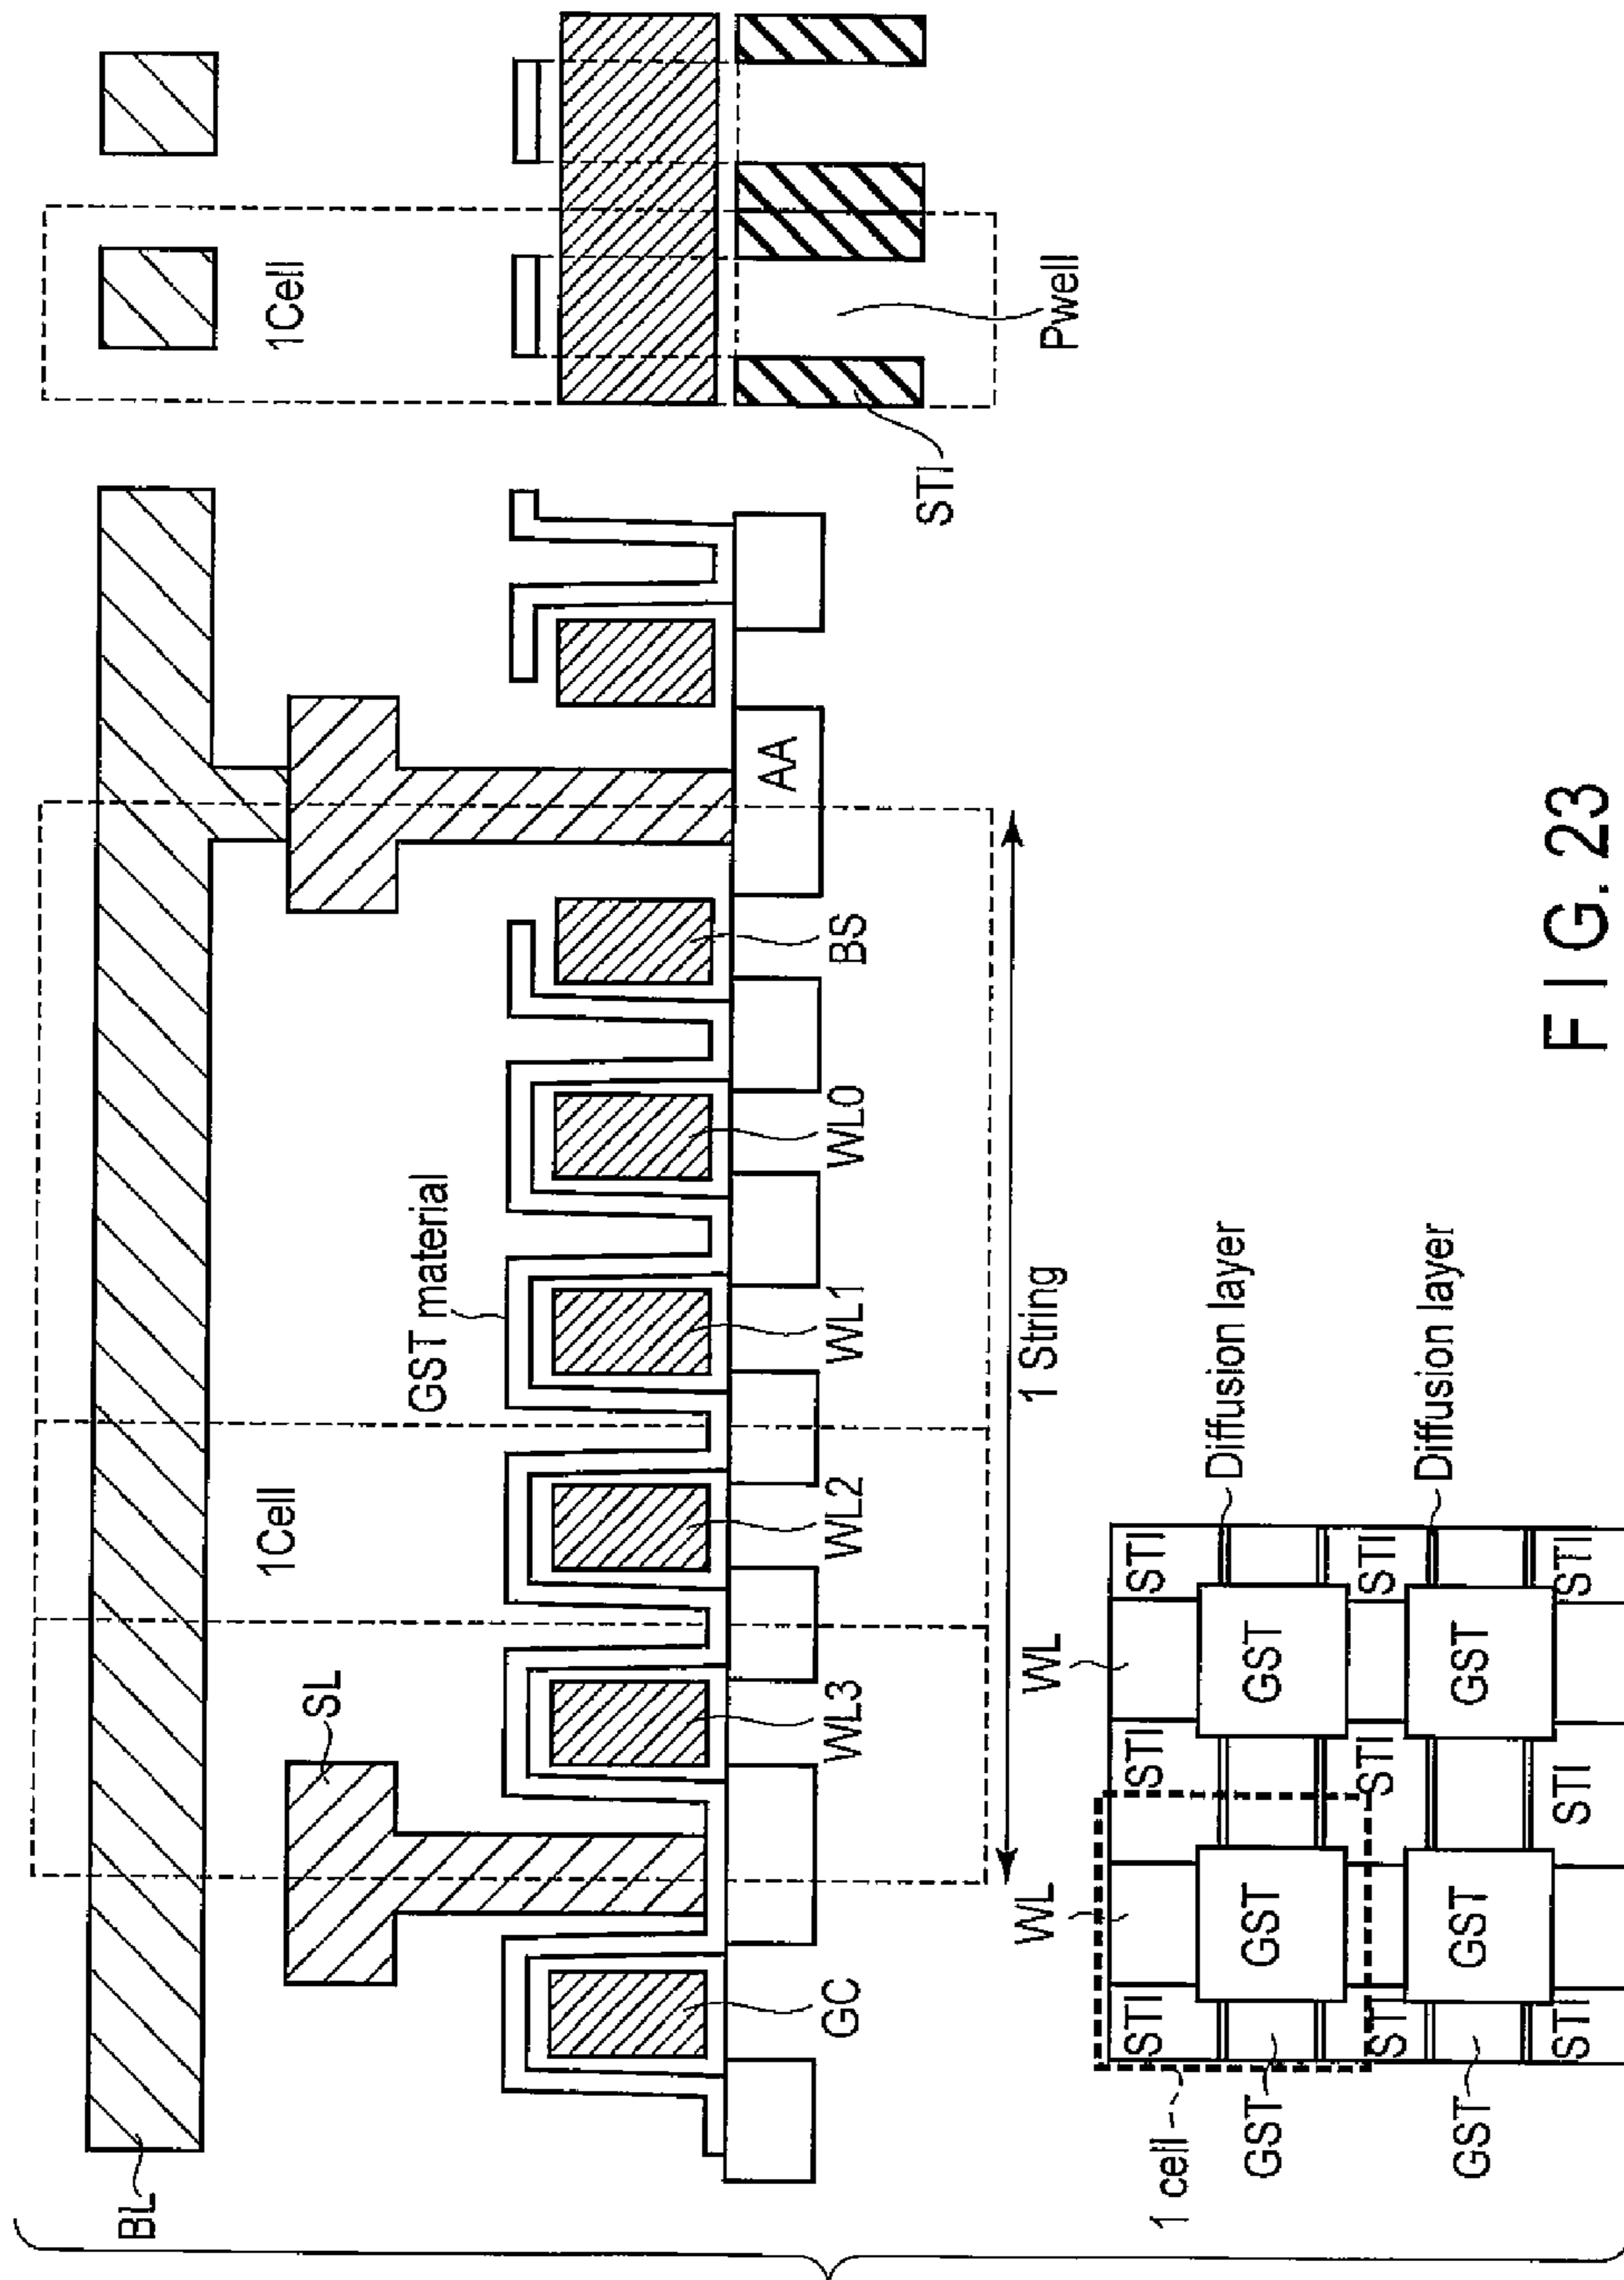 BL
SL
1Cell
GST material
GC
WL3
WL2
WL1
WL0
BS
AA
1 String
1Cell
STI
Pwell
WL
WL
1 cell
STI
STI
STI
Diffusion layer
GST
GST
GST
STI
STI
STI
Diffusion layer
GST
GST
GST
STI
STI
STI
FIG. 23